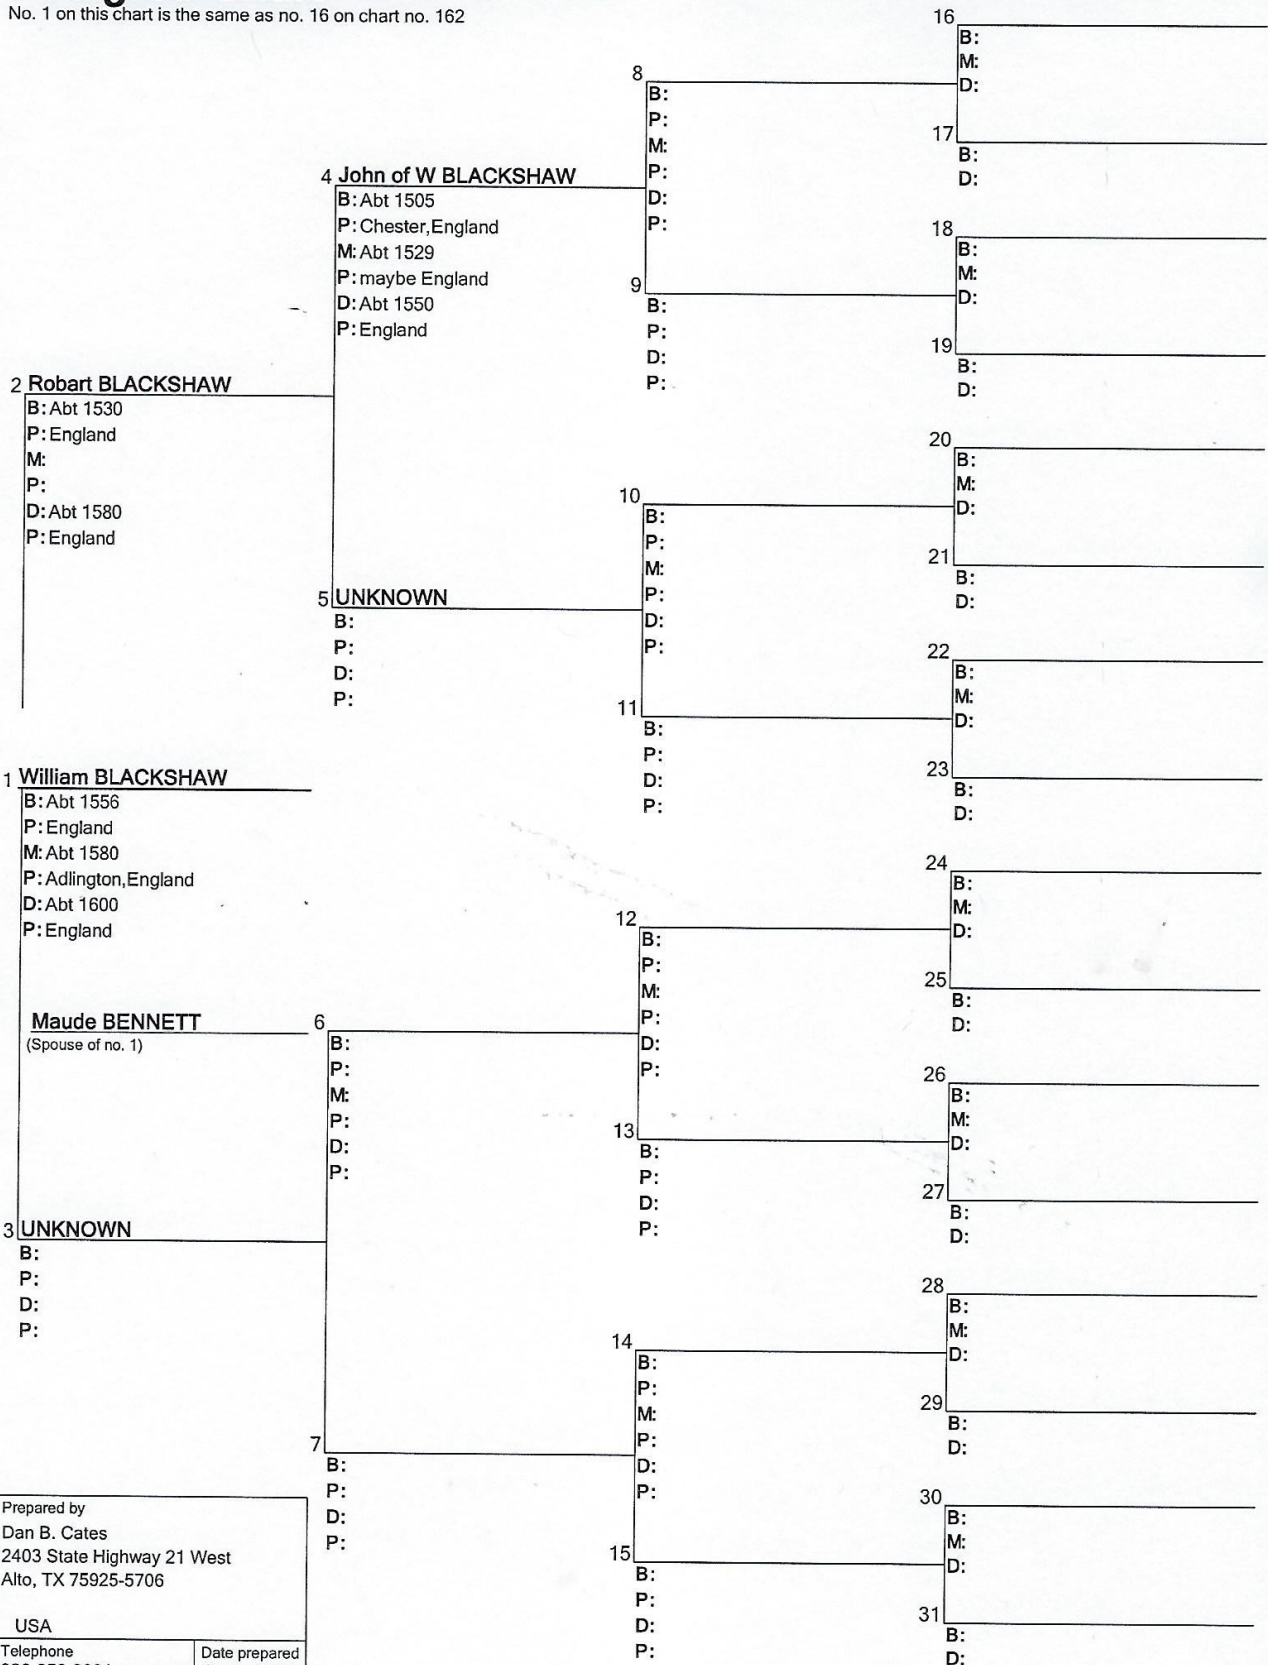 No. 1 on this chart is the same as no. 16 on chart no. 162
2 Robart BLACKSHAW
B: Abt 1530
P: England
M:
P:
D: Abt 1580
P: England
1 William BLACKSHAW
B: Abt 1556
P: England
M: Abt 1580
P: Adlington,England
D: Abt 1600
P: England
Maude BENNETT
(Spouse of no. 1)
3 UNKNOWN
B:
P:
D:
P:
Prepared by
Dan B. Cates
2403 State Highway 21 West
Alto, TX 75925-5706
USA
Telephone
Date prepared
4 John of W BLACKSHAW
B: Abt 1505
P: Chester,England
M: Abt 1529
P: maybe England
D: Abt 1550
P: England
5 UNKNOWN
B:
P:
D:
P:
6
B:
P:
M:
P:
D:
P:
7
B:
P:
D:
P:
8
B:
P:
M:
P:
D:
P:
9
B:
P:
D:
P:
10
B:
P:
M:
P:
D:
P:
11
B:
P:
D:
P:
12
B:
P:
M:
P:
D:
P:
13
B:
P:
D:
P:
14
B:
P:
M:
P:
D:
P:
15
B:
P:
D:
P:
16
B:
M:
D:
17
B:
D:
18
B:
M:
D:
19
B:
D:
20
B:
M:
D:
21
B:
D:
22
B:
M:
D:
23
B:
D:
24
B:
M:
D:
25
B:
D:
26
B:
M:
D:
27
B:
D:
28
B:
M:
D:
29
B:
D:
30
B:
M:
D:
31
B:
D: